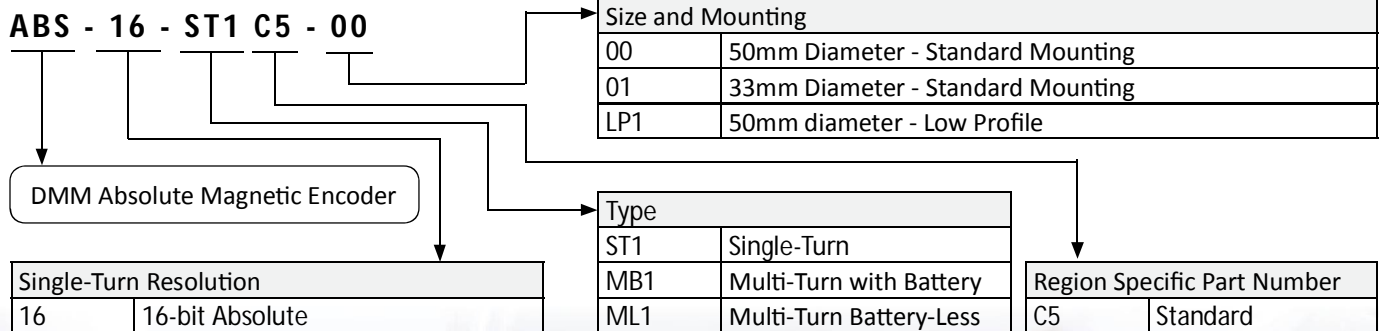 ABS - 16 - ST1 C5 - 00
DMM Absolute Magnetic Encoder
Size and Mounting
00 50mm Diameter - Standard Mounting
01 33mm Diameter - Standard Mounting
LP1 50mm diameter - Low Profile
Single-Turn Resolution
16 16-bit Absolute
Type
ST1 Single-Turn
MB1 Multi-Turn with Battery
ML1 Multi-Turn Battery-Less
Region Specific Part Number
C5 Standard